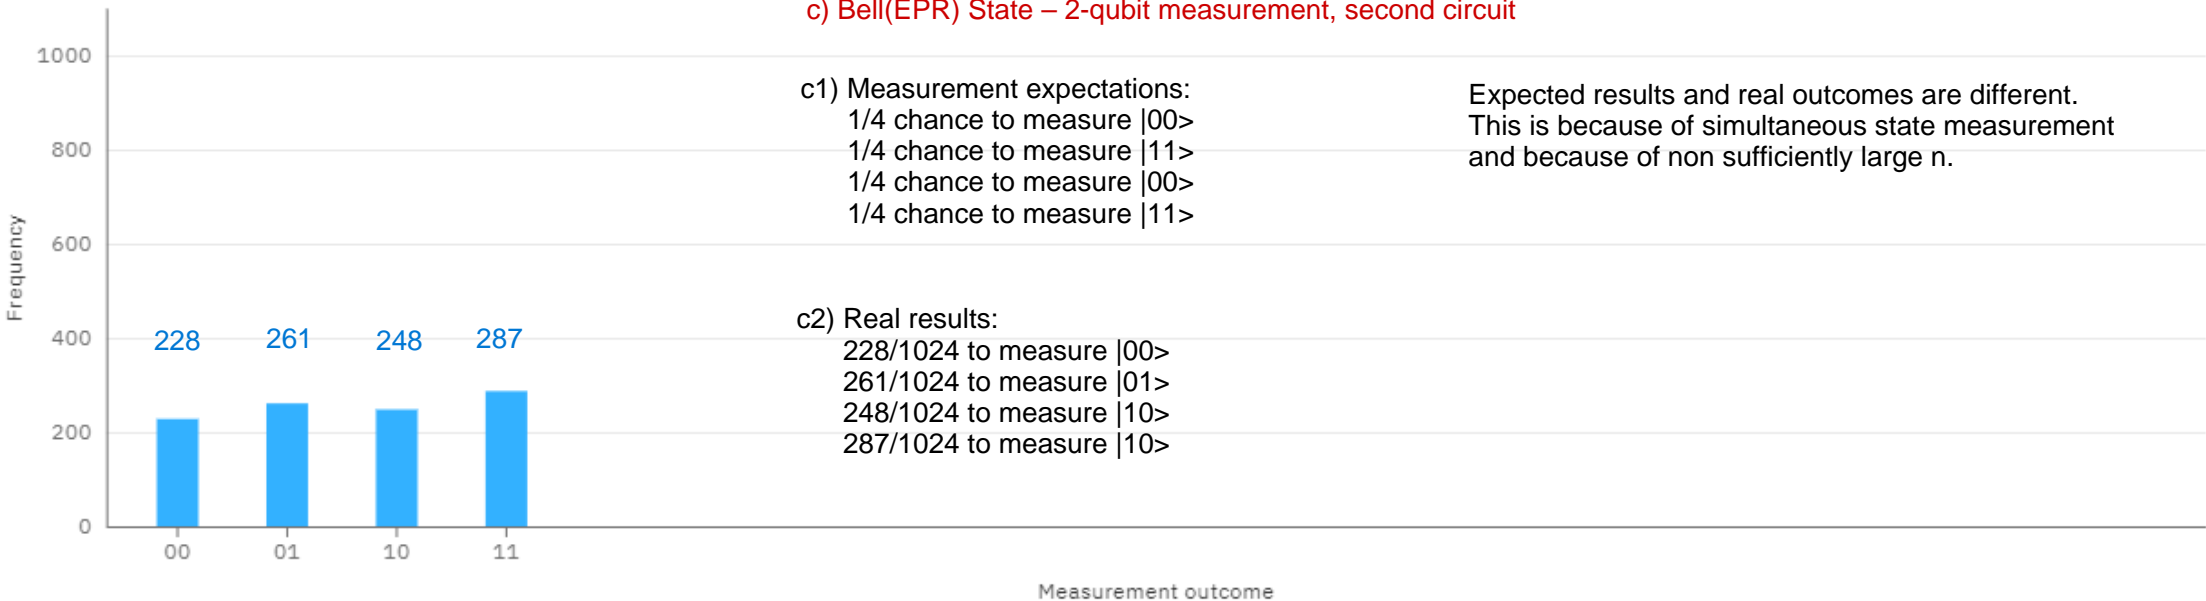 c) Bell(EPR) State – 2-qubit measurement, second circuit
1000
800
600
400
200
0
Frequency
228
261
248
287
00
01
10
11
Measurement outcome
c1) Measurement expectations:
1/4 chance to measure |00>
1/4 chance to measure |11>
1/4 chance to measure |00>
1/4 chance to measure |11>
Expected results and real outcomes are different.
This is because of simultaneous state measurement
and because of non sufficiently large n.
c2) Real results:
228/1024 to measure |00>
261/1024 to measure |01>
248/1024 to measure |10>
287/1024 to measure |10>